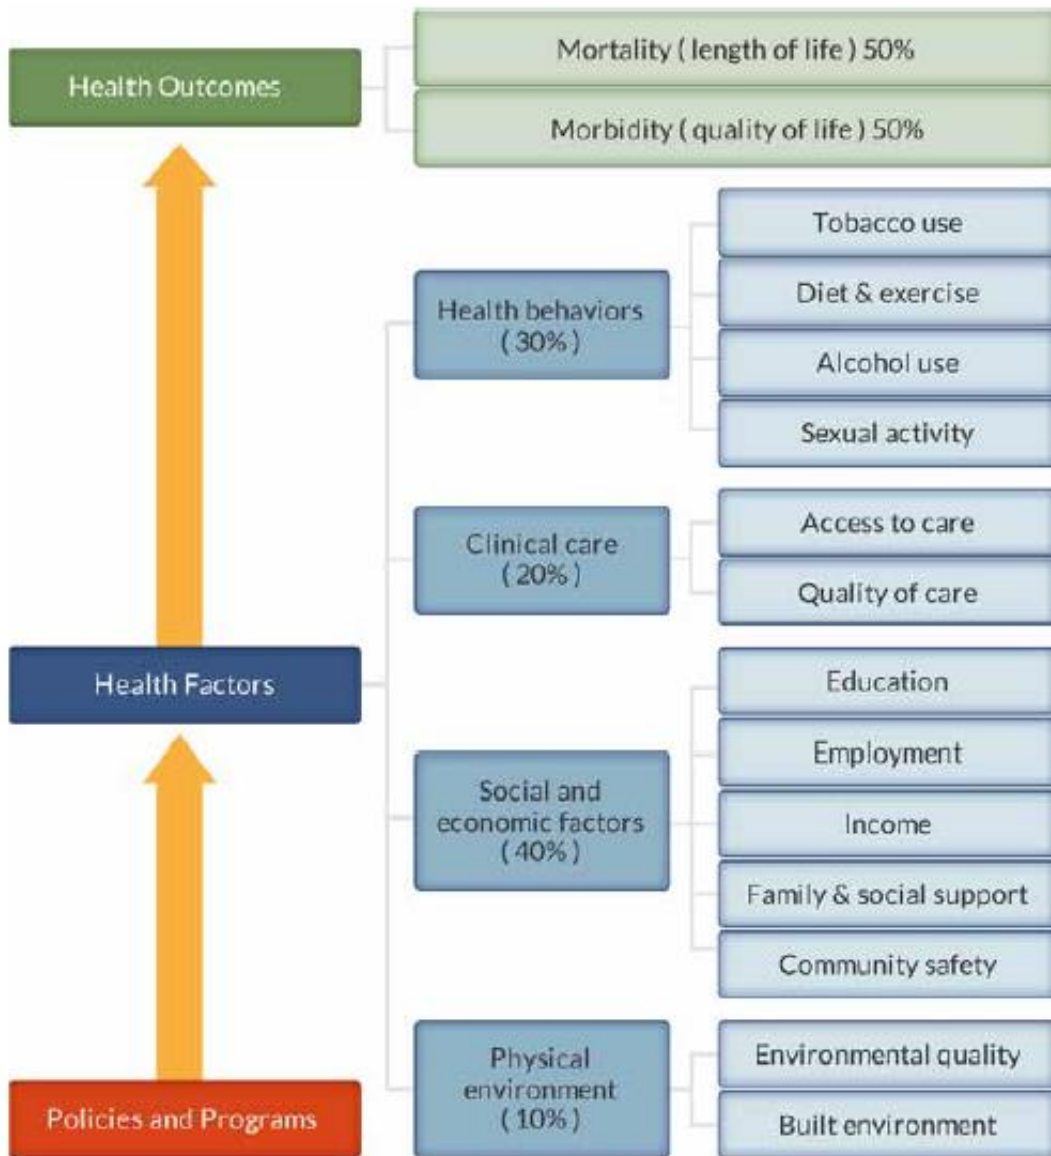 Health Outcomes
Mortality ( length of life ) 50%
Morbidity ( quality of life ) 50%
Health Factors
Health behaviors
( 30% )
Tobacco use
Diet & exercise
Alcohol use
Sexual activity
Clinical care
( 20% )
Access to care
Quality of care
Social and
economic factors
( 40% )
Education
Employment
Income
Family & social support
Community safety
Physical
environment
( 10% )
Environmental quality
Built environment
Policies and Programs